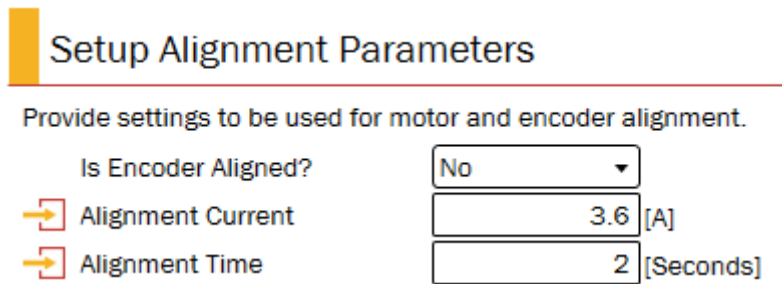 Setup Alignment Parameters
Provide settings to be used for motor and encoder alignment.
Is Encoder Aligned? No
Alignment Current 3.6 [A]
Alignment Time 2 [Seconds]